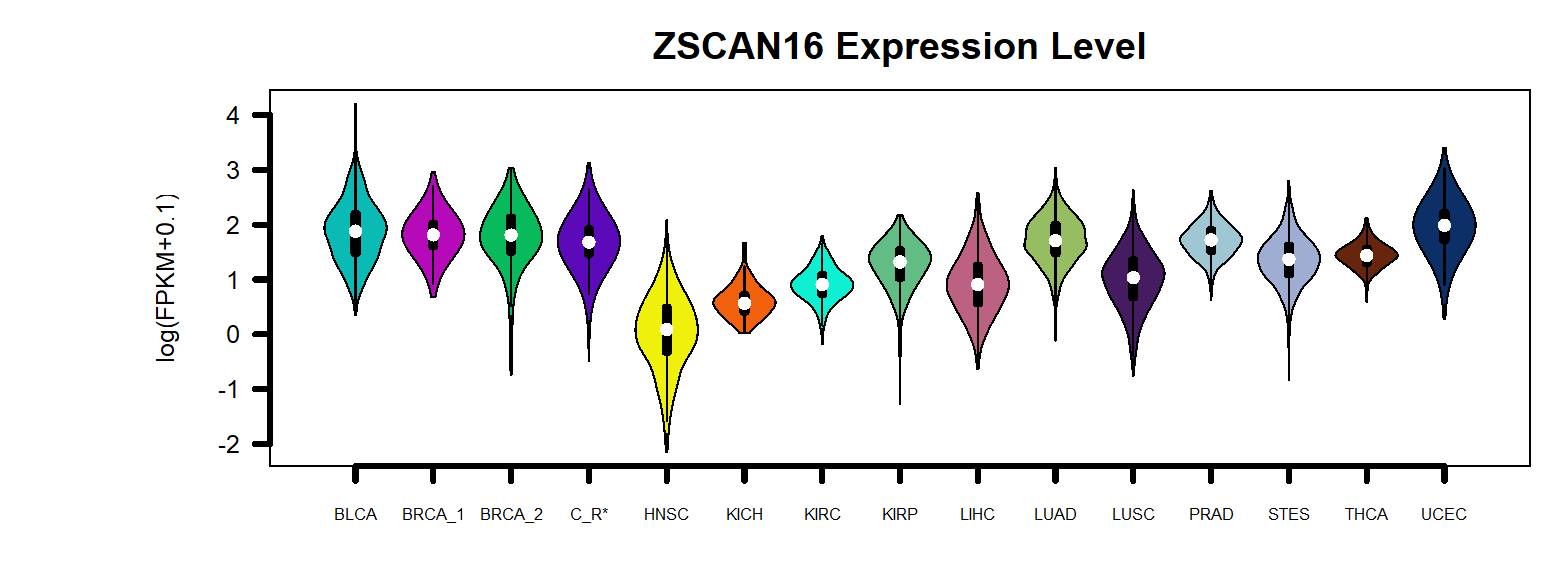 ZSCAN16 Expression Level
log(FPKM+0.1)
4
3
2
1
0
-1
-2
BLCA BRCA_1 BRCA_2 C_R* HNSC KICH KIRC KIRP LIHC LUAD LUSC PRAD STES THCA UCEC